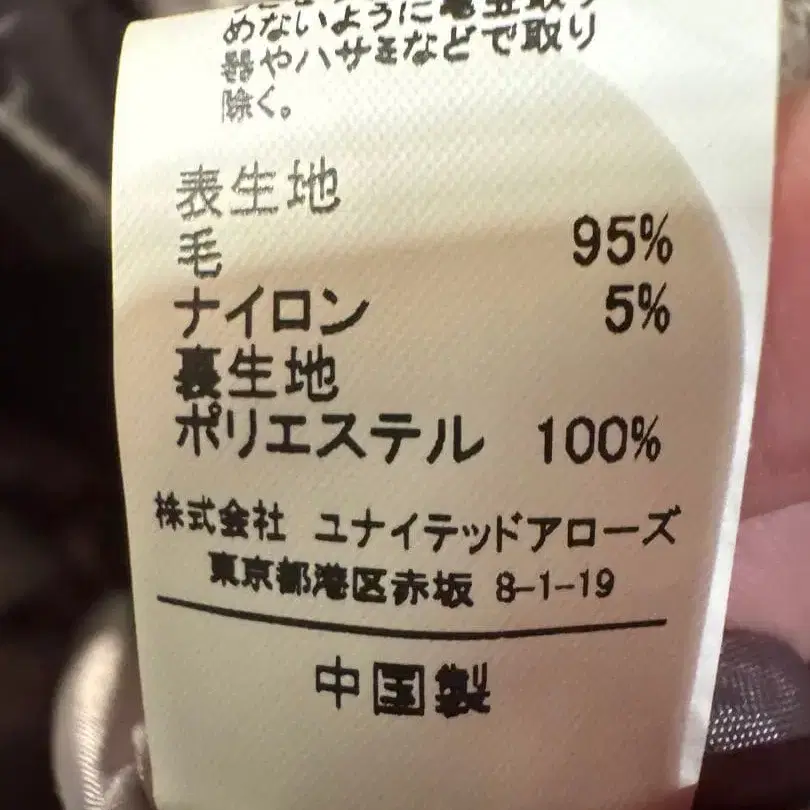 めないように毛玉取り
器やハサミなどで取り
除く。
表生地
毛 95%
ナイロン 5%
裏生地
ポリエステル 100%
株式会社 ユナイテッドアローズ
東京都港区赤坂 8-1-19
中国製